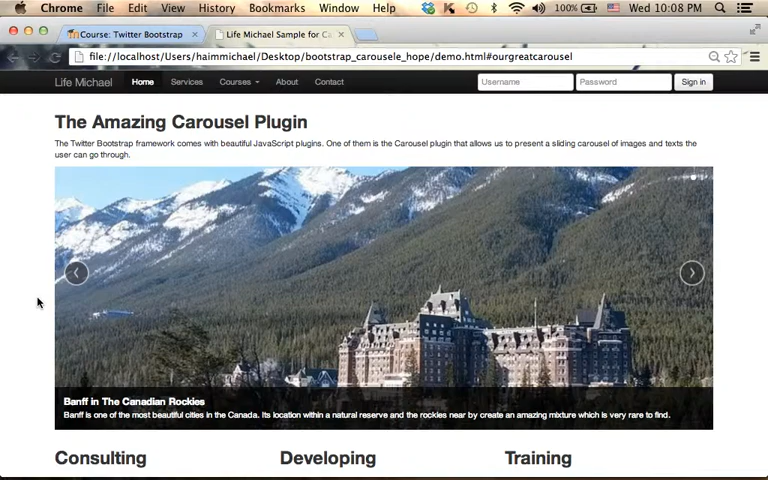 Chrome File Edit View History Bookmarks Window Help 100% Wed 10:08 PM
Course: Twitter Bootstrap × Life Michael Sample for Ca ×
file://localhost/Users/haimmichael/Desktop/bootstrap_carousele_hope/demo.html#ourgreatcarousel
Life Michael Home Services Courses About Contact Username Password Sign in
The Amazing Carousel Plugin
The Twitter Bootstrap framework comes with beautiful JavaScript plugins. One of them is the Carousel plugin that allows us to present a sliding carousel of images and texts the
user can go through.
Banff in The Canadian Rockies
Banff is one of the most beautiful cities in the Canada. Its location within a natural reserve and the rockies near by create an amazing mixture which is very rare to find.
Consulting Developing Training